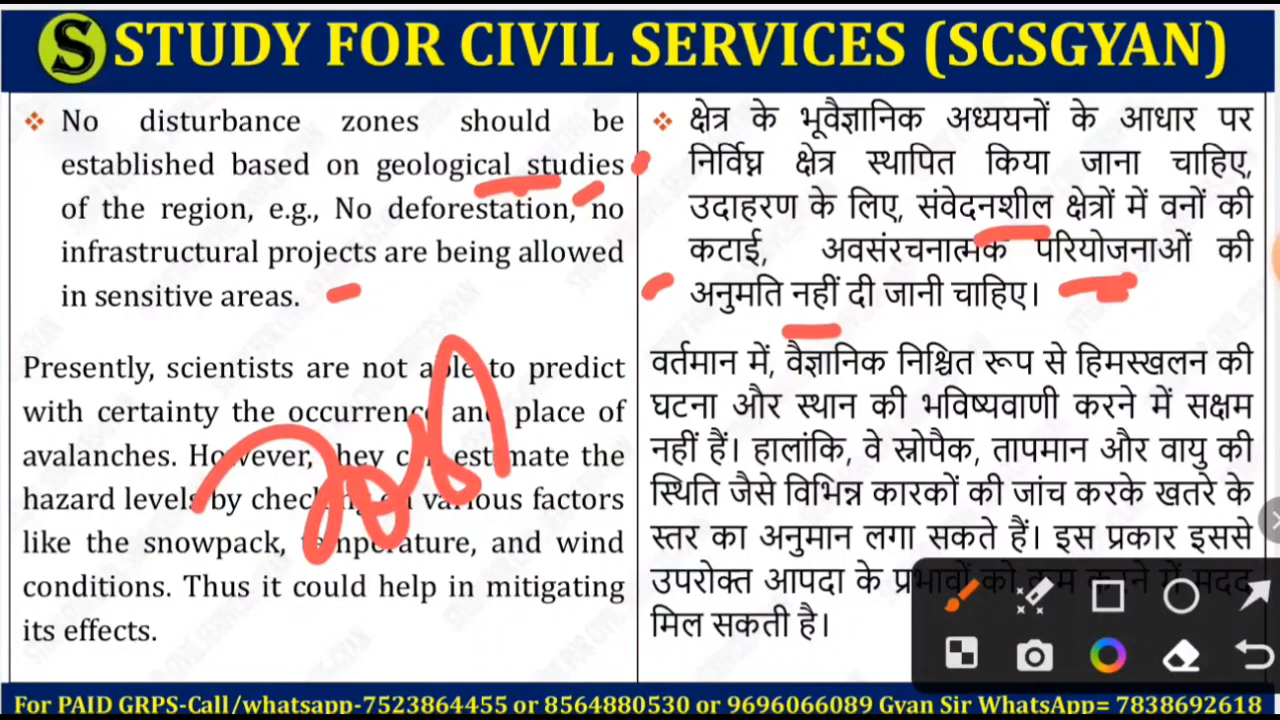 S STUDY FOR CIVIL SERVICES (SCSGYAN)
❖ No disturbance zones should be
established based on geological studies
of the region, e.g., No deforestation, no
infrastructural projects are being allowed
in sensitive areas.
Presently, scientists are not able to predict
with certainty the occurrence and place of
avalanches. However, they can estimate the
hazard levels by checking on various factors
like the snowpack, temperature, and wind
conditions. Thus it could help in mitigating
its effects.
❖ क्षेत्र के भूवैज्ञानिक अध्ययनों के आधार पर
निर्विघ्न क्षेत्र स्थापित किया जाना चाहिए,
उदाहरण के लिए, संवेदनशील क्षेत्रों में वनों की
कटाई, अवसंरचनात्मक परियोजनाओं की
अनुमति नहीं दी जानी चाहिए।
वर्तमान में, वैज्ञानिक निश्चित रूप से हिमस्खलन की
घटना और स्थान की भविष्यवाणी करने में सक्षम
नहीं हैं। हालांकि, वे स्नोपैक, तापमान और वायु की
स्थिति जैसे विभिन्न कारकों की जांच करके खतरे के
स्तर का अनुमान लगा सकते हैं। इस प्रकार इससे
उपरोक्त आपदा के प्रभावों को कम करने में मदद
मिल सकती है।
For PAID GRPS-Call/whatsapp-7523864455 or 8564880530 or 9696066089 Gyan Sir WhatsApp= 7838692618